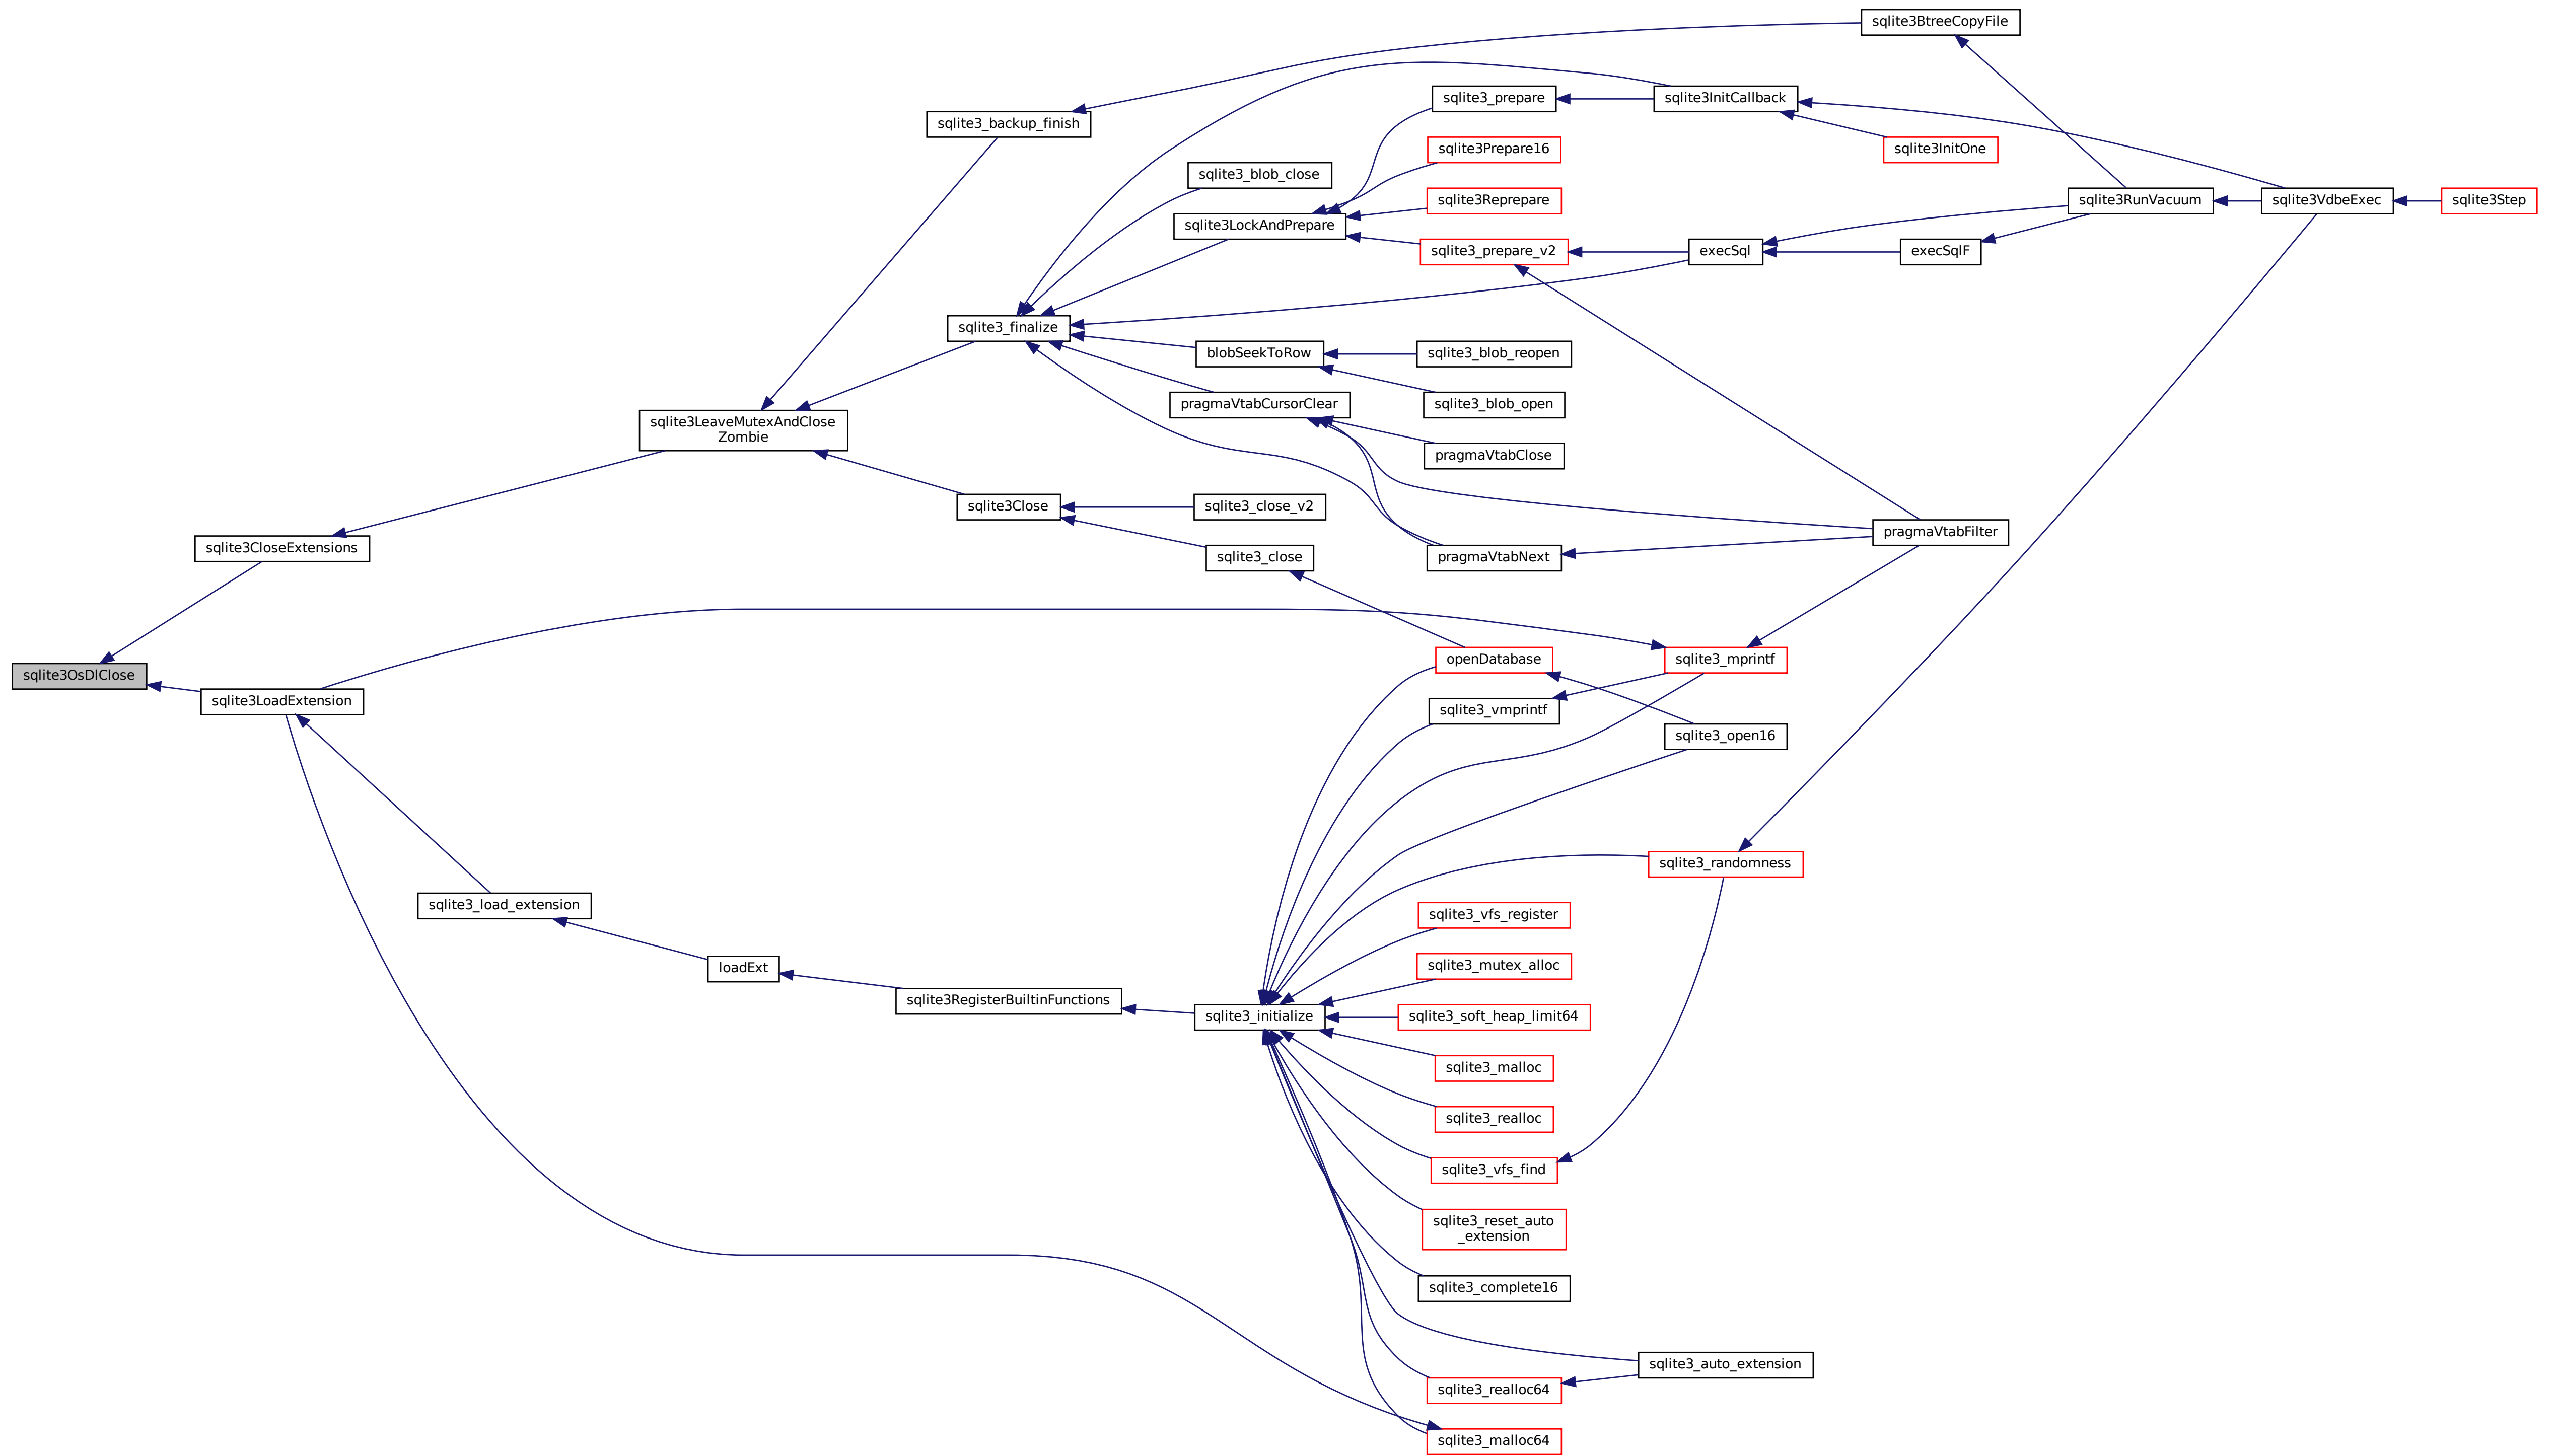 sqlite3BtreeCopyFile
sqlite3_prepare
sqlite3InitCallback
sqlite3_backup_finish
sqlite3Prepare16
sqlite3InitOne
sqlite3_blob_close
sqlite3Reprepare
sqlite3RunVacuum
sqlite3VdbeExec
sqlite3Step
sqlite3LockAndPrepare
sqlite3_prepare_v2
execSql
execSqlF
sqlite3_finalize
blobSeekToRow
sqlite3_blob_reopen
pragmaVtabCursorClear
sqlite3_blob_open
sqlite3LeaveMutexAndClose
Zombie
pragmaVtabClose
sqlite3Close
sqlite3_close_v2
pragmaVtabFilter
sqlite3CloseExtensions
sqlite3_close
pragmaVtabNext
openDatabase
sqlite3_mprintf
sqlite3OsDlClose
sqlite3LoadExtension
sqlite3_vmprintf
sqlite3_open16
sqlite3_randomness
sqlite3_load_extension
sqlite3_vfs_register
loadExt
sqlite3_mutex_alloc
sqlite3RegisterBuiltinFunctions
sqlite3_initialize
sqlite3_soft_heap_limit64
sqlite3_malloc
sqlite3_realloc
sqlite3_vfs_find
sqlite3_reset_auto
_extension
sqlite3_complete16
sqlite3_auto_extension
sqlite3_realloc64
sqlite3_malloc64